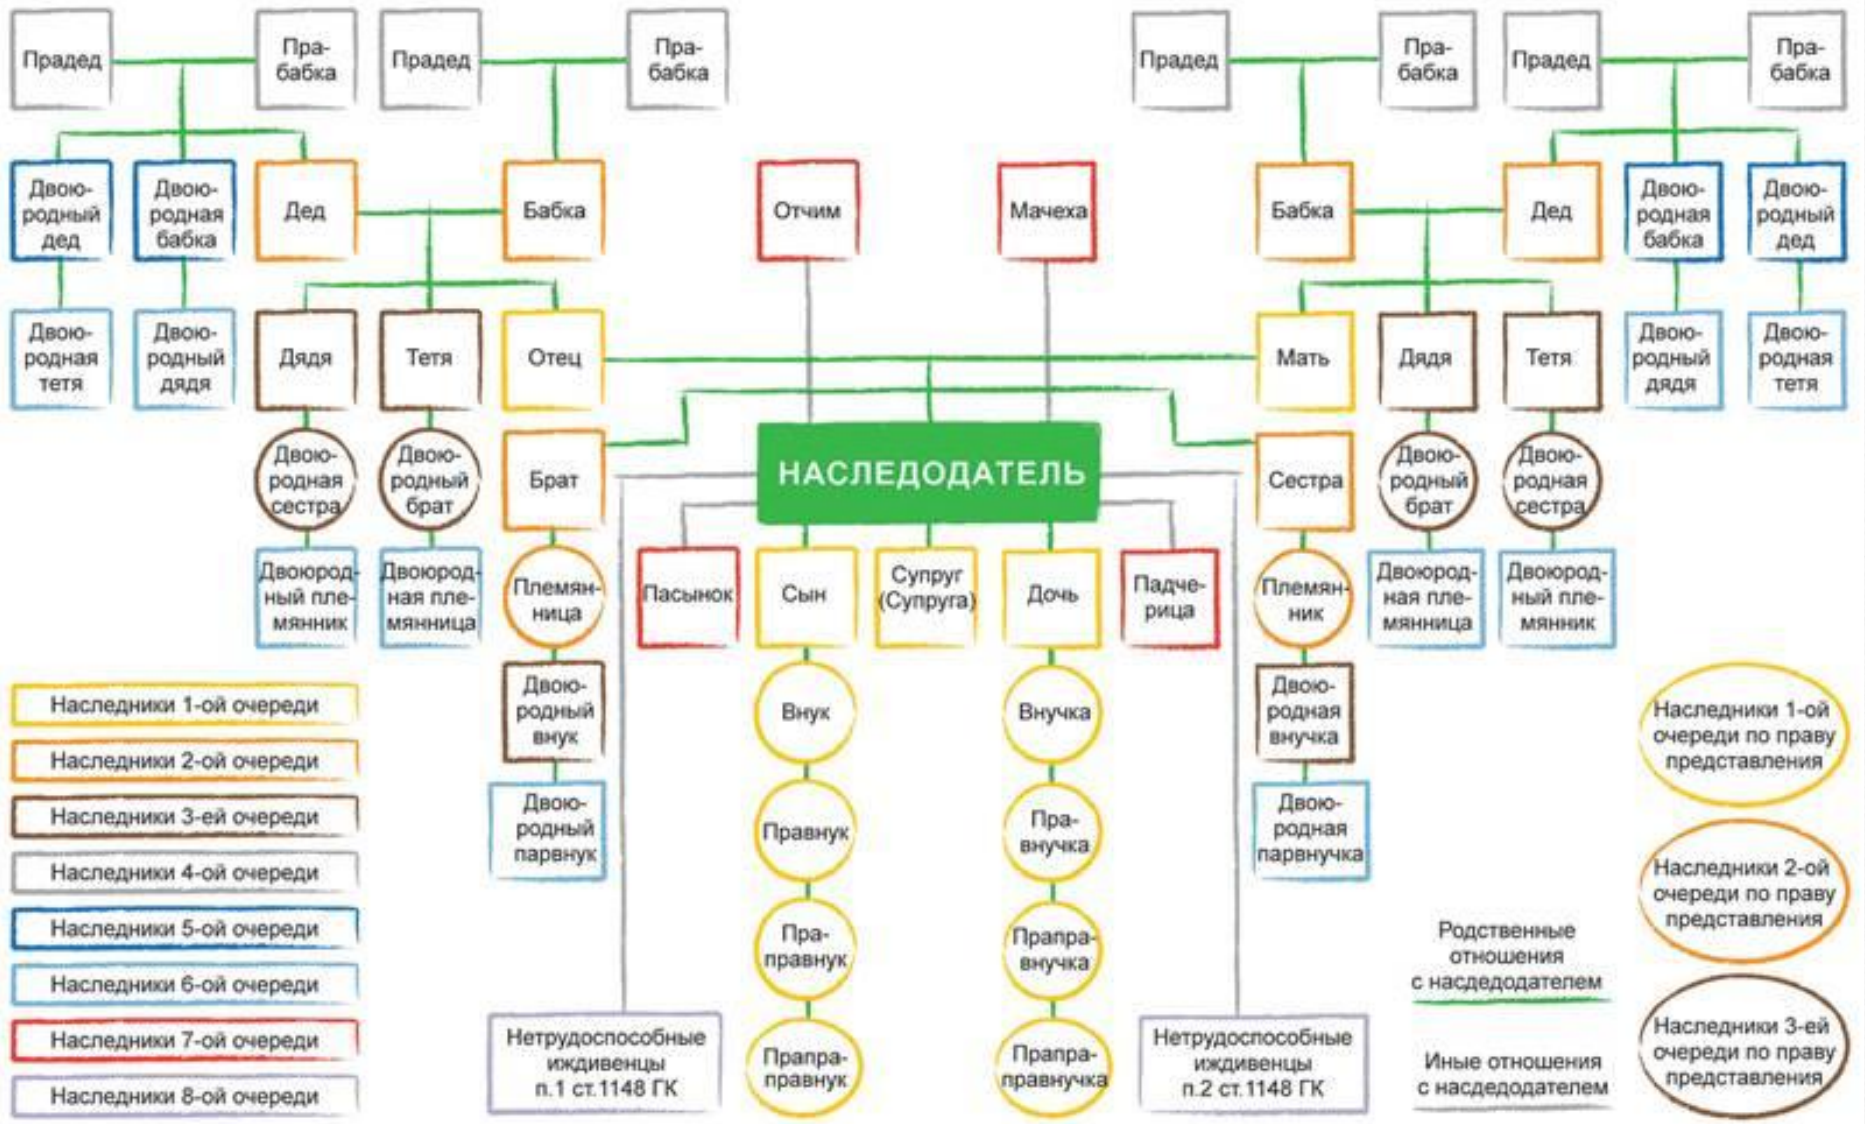 Прадед
Пра-
бабка
Прадед
Пра-
бабка
Прадед
Пра-
бабка
Прадед
Пра-
бабка
Двою-
родный
дед
Двою-
родная
бабка
Дед
Бабка
Отчим
Мачеха
Бабка
Дед
Двою-
родная
бабка
Двою-
родный
дед
Двою-
родная
тетя
Двою-
родный
дядя
Дядя
Тетя
Отец
Мать
Дядя
Тетя
Двою-
родный
дядя
Двою-
родная
тетя
Двою-
родная
сестра
Двою-
родный
брат
Брат
НАСЛЕДОДАТЕЛЬ
Сестра
Двою-
родный
брат
Двою-
родная
сестра
Двоюрод-
ный пле-
мянник
Двоюрод-
ная пле-
мянница
Племян-
ница
Пасынок
Сын
Супруг
(Супруга)
Дочь
Падче-
рица
Племян-
ник
Двоюрод-
ная пле-
мянница
Двоюрод-
ный пле-
мянник
Двою-
родный
внук
Внук
Внучка
Двою-
родная
внучка
Двою-
родный
парвнук
Правнук
Пра-
внучка
Двою-
родная
парвнучка
Пра-
правнук
Прапра-
внучка
Нетрудоспособные
иждивенцы
п.1 ст.1148 ГК
Прапра-
правнук
Прапра-
правнучка
Нетрудоспособные
иждивенцы
п.2 ст.1148 ГК
Наследники 1-ой очереди
Наследники 2-ой очереди
Наследники 3-ей очереди
Наследники 4-ой очереди
Наследники 5-ой очереди
Наследники 6-ой очереди
Наследники 7-ой очереди
Наследники 8-ой очереди
Родственные
отношения
с насдедодателем
Иные отношения
с насдедодателем
Наследники 1-ой
очереди по праву
представления
Наследники 2-ой
очереди по праву
представления
Наследники 3-ей
очереди по праву
представления